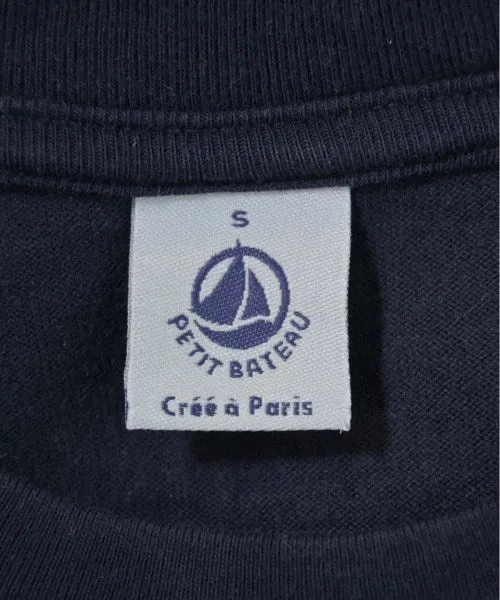 S
PETIT BATEAU
Créé à Paris